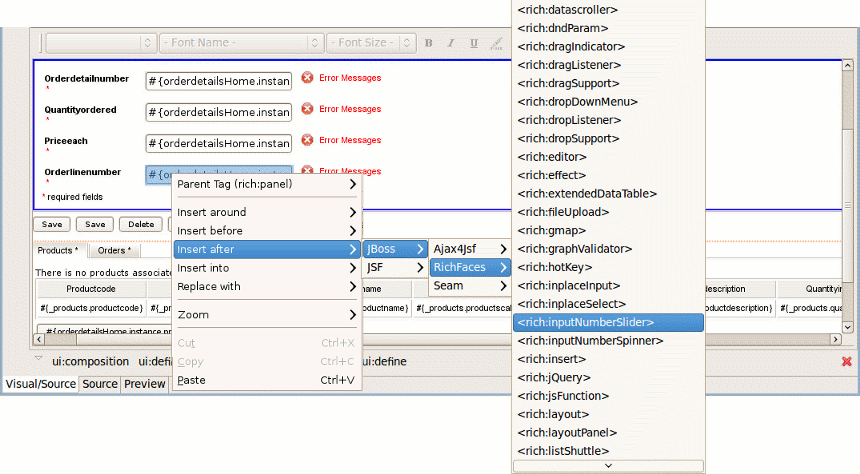 - Font Name -
- Font Size -
B I U
Orderdetailnumber
*
#{orderdetailsHome.instan
Error Messages
Quantityordered
*
#{orderdetailsHome.instan
Error Messages
Priceeach
*
#{orderdetailsHome.instan
Error Messages
Orderlinenumber
*
Error Messages
* required fields
Save
Save
Delete
Products *
Orders *
There is no products associate
Productcode
name
description
Quantityin
#{_products.productcode}
#{_
productname}
#{_products.productscal
productdescription}
#{_products.qua
#{orderdetailsHome.instance.pr
ui:composition
ui:defi
ui:define
Visual/Source
Source
Preview
Parent Tag (rich:panel)
Insert around
Insert before
Insert after
Insert into
Replace with
Zoom
Cut Ctrl+X
Copy Ctrl+C
Paste Ctrl+V
JBoss
JSF
Ajax4Jsf
RichFaces
Seam
<rich:datascroller>
<rich:dndParam>
<rich:dragIndicator>
<rich:dragListener>
<rich:dragSupport>
<rich:dropDownMenu>
<rich:dropListener>
<rich:dropSupport>
<rich:editor>
<rich:effect>
<rich:extendedDataTable>
<rich:fileUpload>
<rich:gmap>
<rich:graphValidator>
<rich:hotKey>
<rich:inplaceInput>
<rich:inplaceSelect>
<rich:inputNumberSlider>
<rich:inputNumberSpinner>
<rich:insert>
<rich:jQuery>
<rich:jsFunction>
<rich:layout>
<rich:layoutPanel>
<rich:listShuttle>